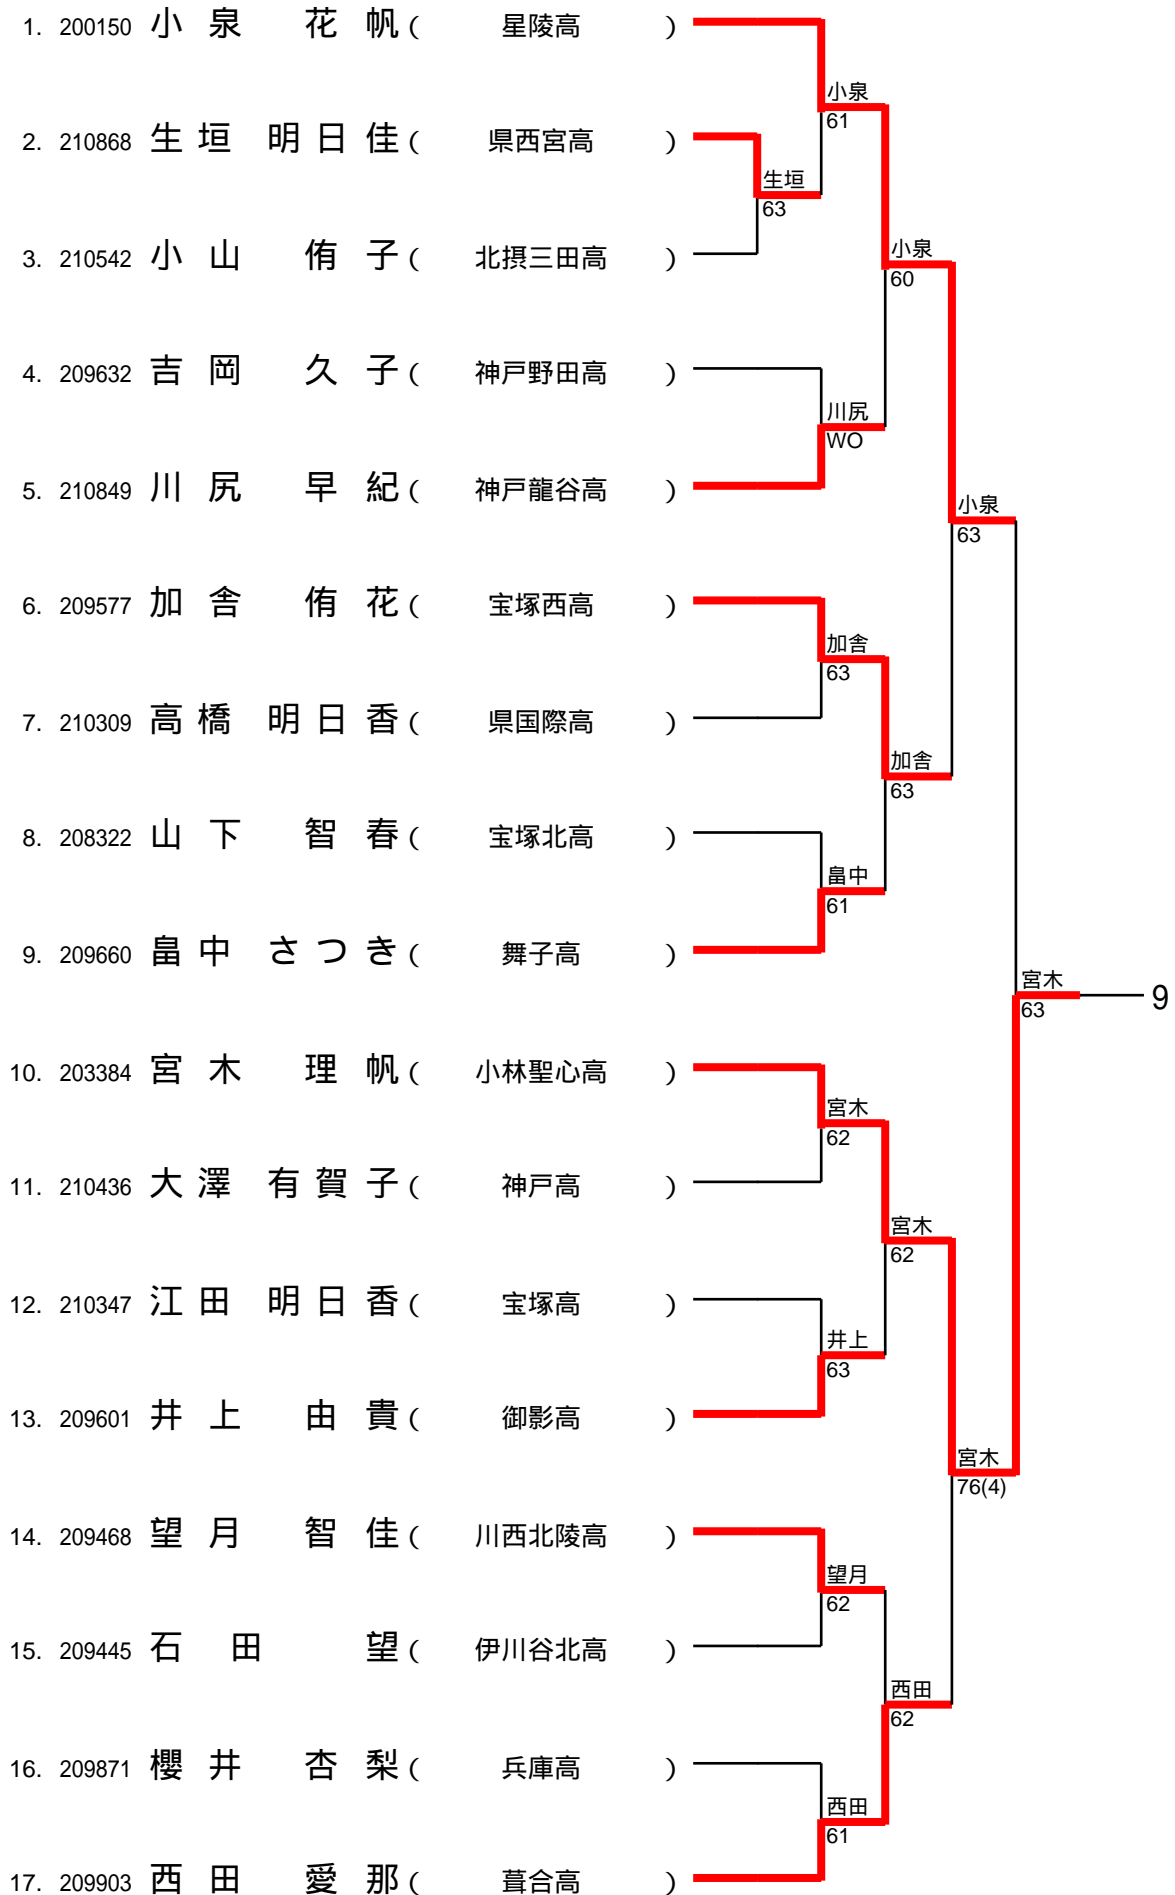 1. 200150 小泉 花帆 ( 星陵高 )
小泉
61
2. 210868 生垣 明日佳 ( 県西宮高 )
生垣
63
3. 210542 小山 侑子 ( 北摂三田高 )
小泉
60
4. 209632 吉岡 久子 ( 神戸野田高 )
川尻
WO
5. 210849 川尻 早紀 ( 神戸龍谷高 )
小泉
63
6. 209577 加舎 侑花 ( 宝塚西高 )
加舎
63
7. 210309 高橋 明日香 ( 県国際高 )
加舎
63
8. 208322 山下 智春 ( 宝塚北高 )
畠中
61
9. 209660 畠中 さつき ( 舞子高 )
宮木
63
9
10. 203384 宮木 理帆 ( 小林聖心高 )
宮木
62
11. 210436 大澤 有賀子 ( 神戸高 )
宮木
62
12. 210347 江田 明日香 ( 宝塚高 )
井上
63
13. 209601 井上 由貴 ( 御影高 )
宮木
76(4)
14. 209468 望月 智佳 ( 川西北陵高 )
望月
62
15. 209445 石田 望 ( 伊川谷北高 )
西田
62
16. 209871 櫻井 杏梨 ( 兵庫高 )
西田
61
17. 209903 西田 愛那 ( 葺合高 )